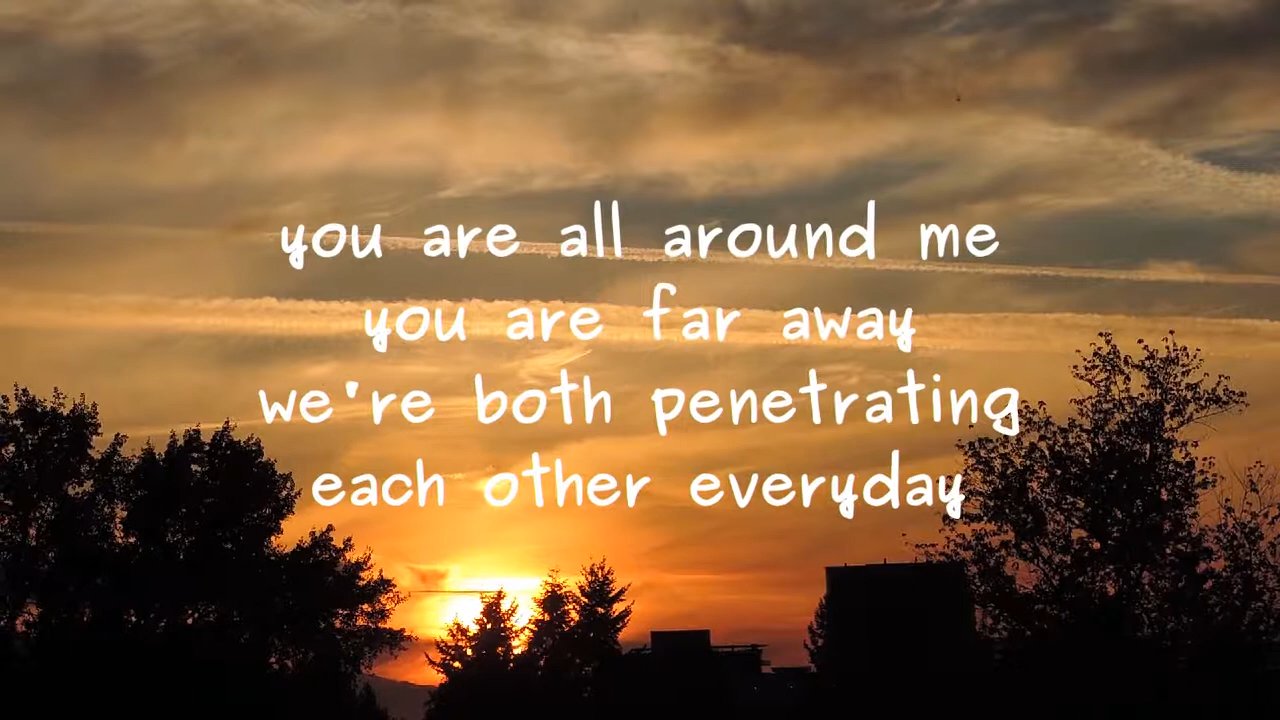 you are all around me
you are far away
we're both penetrating
each other everyday